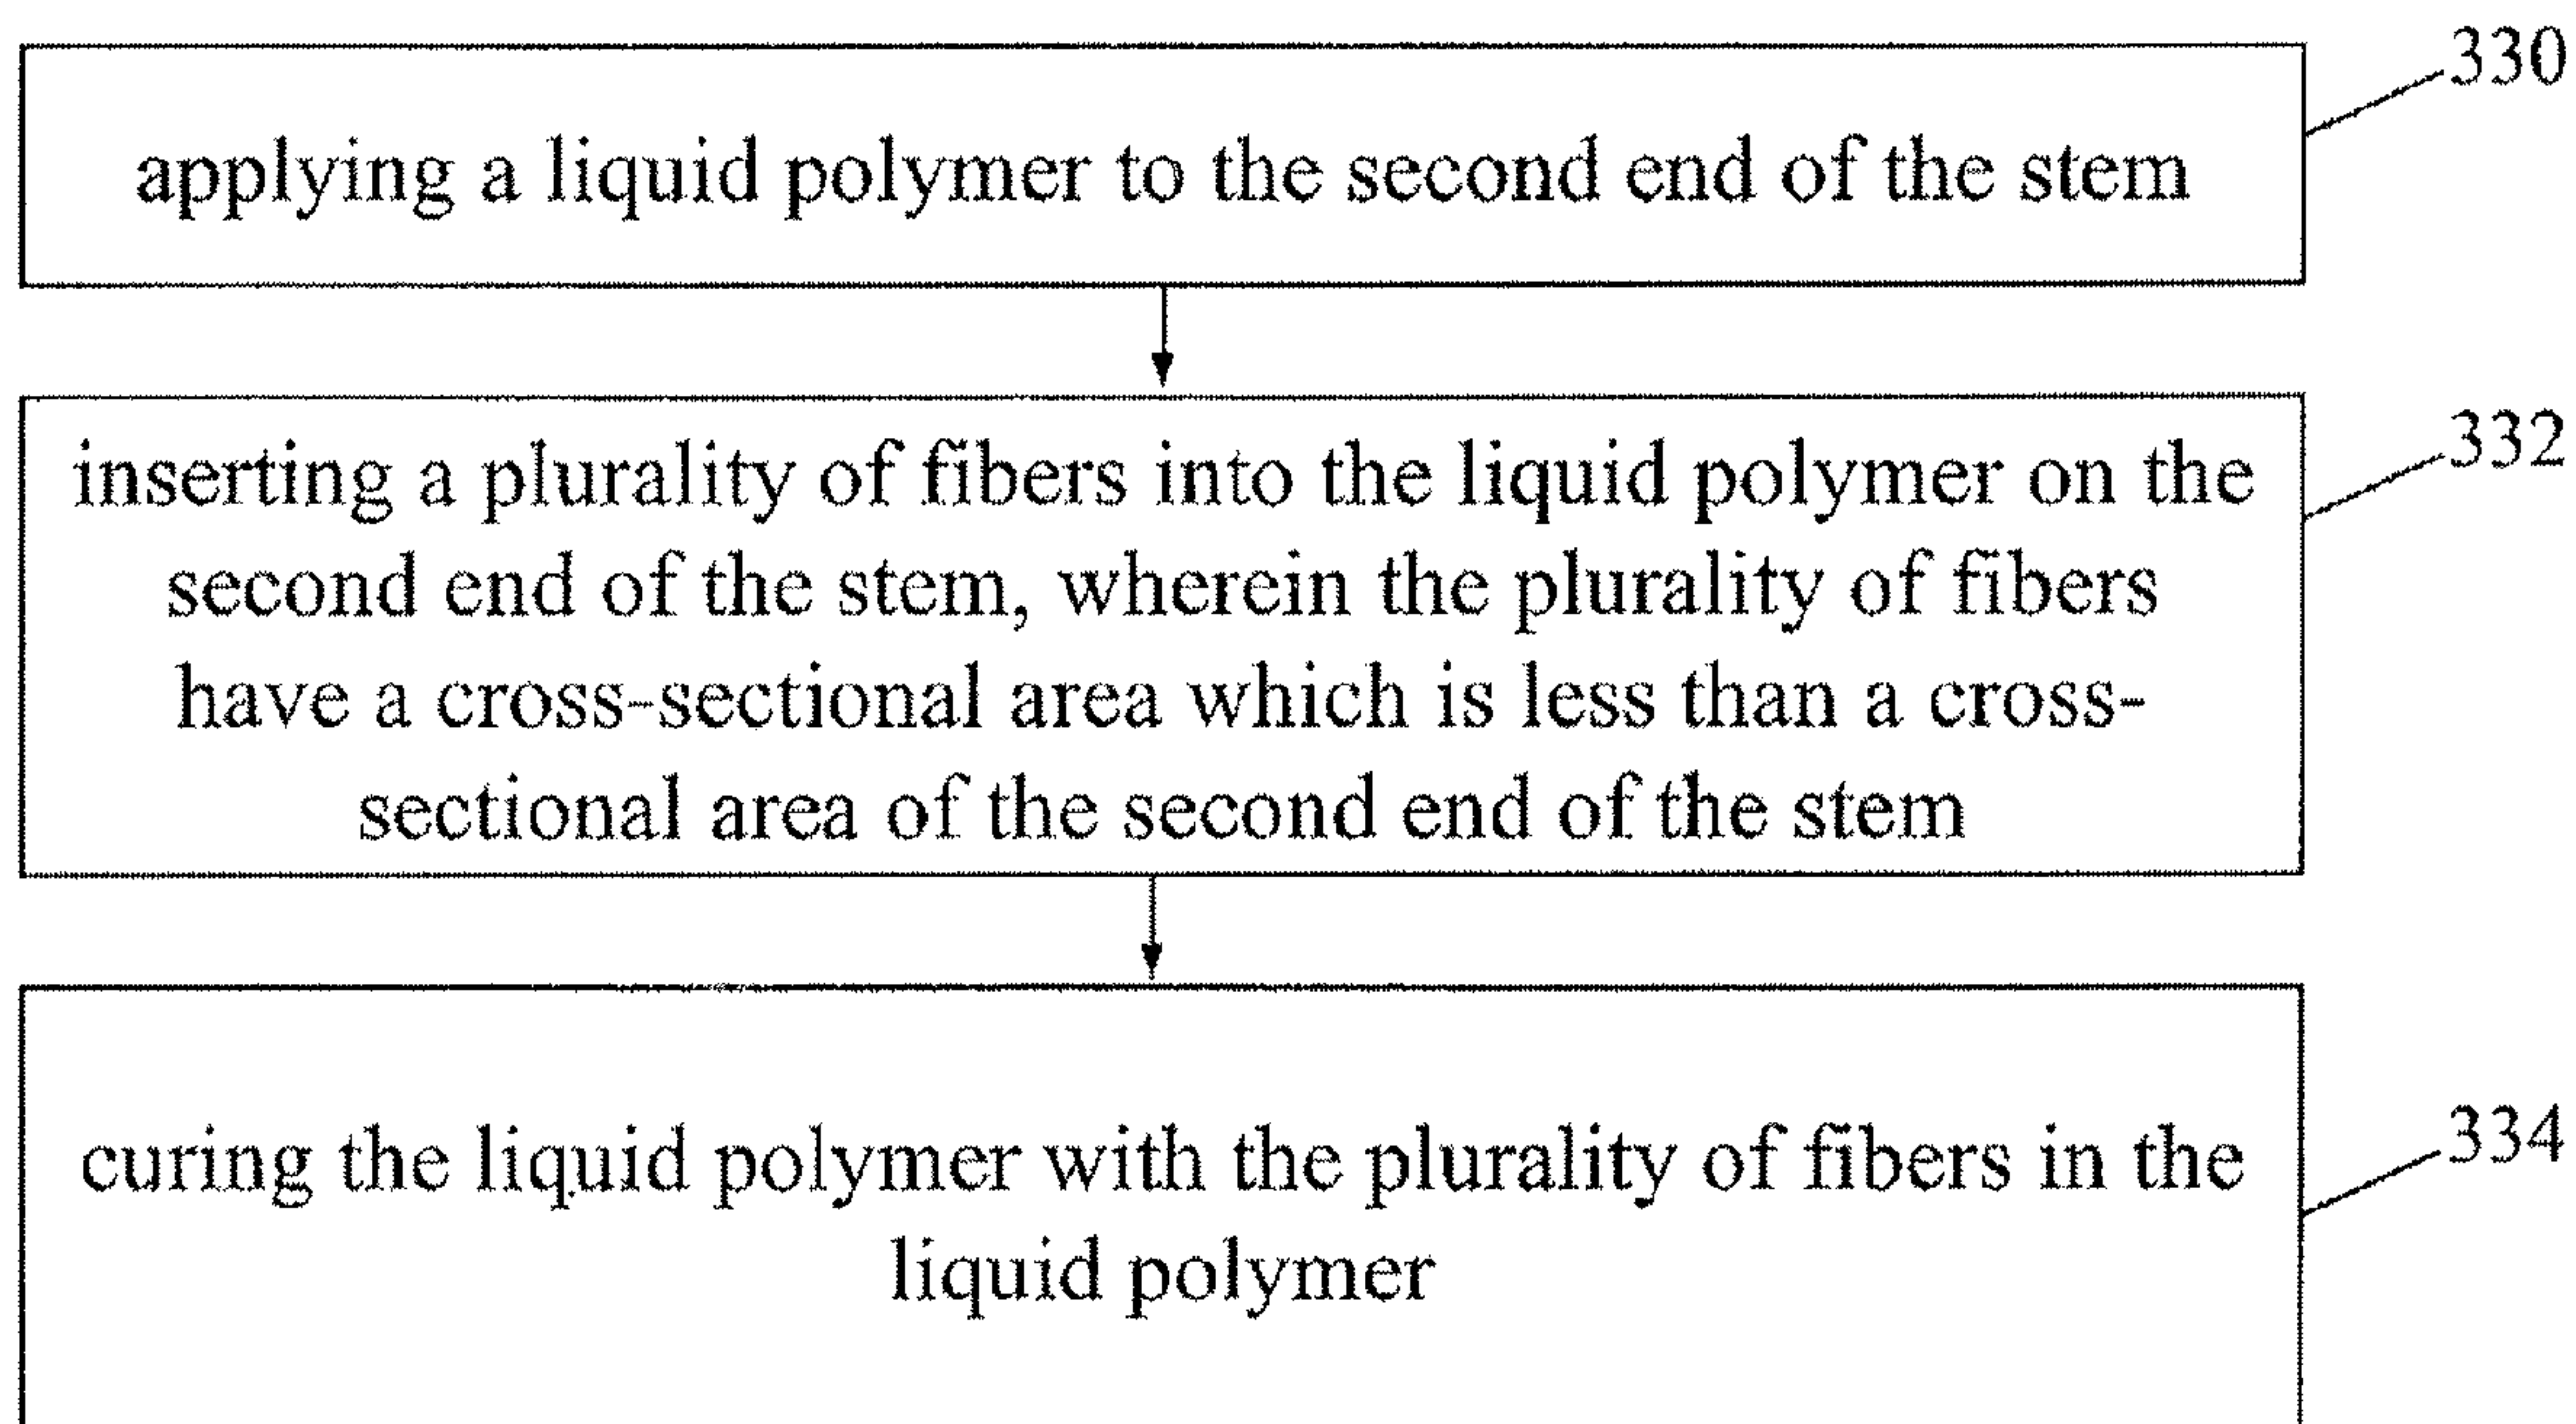 330
applying a liquid polymer to the second end of the stem
332
inserting a plurality of fibers into the liquid polymer on the
second end of the stem, wherein the plurality of fibers
have a cross-sectional area which is less than a cross-
sectional area of the second end of the stem
334
curing the liquid polymer with the plurality of fibers in the
liquid polymer